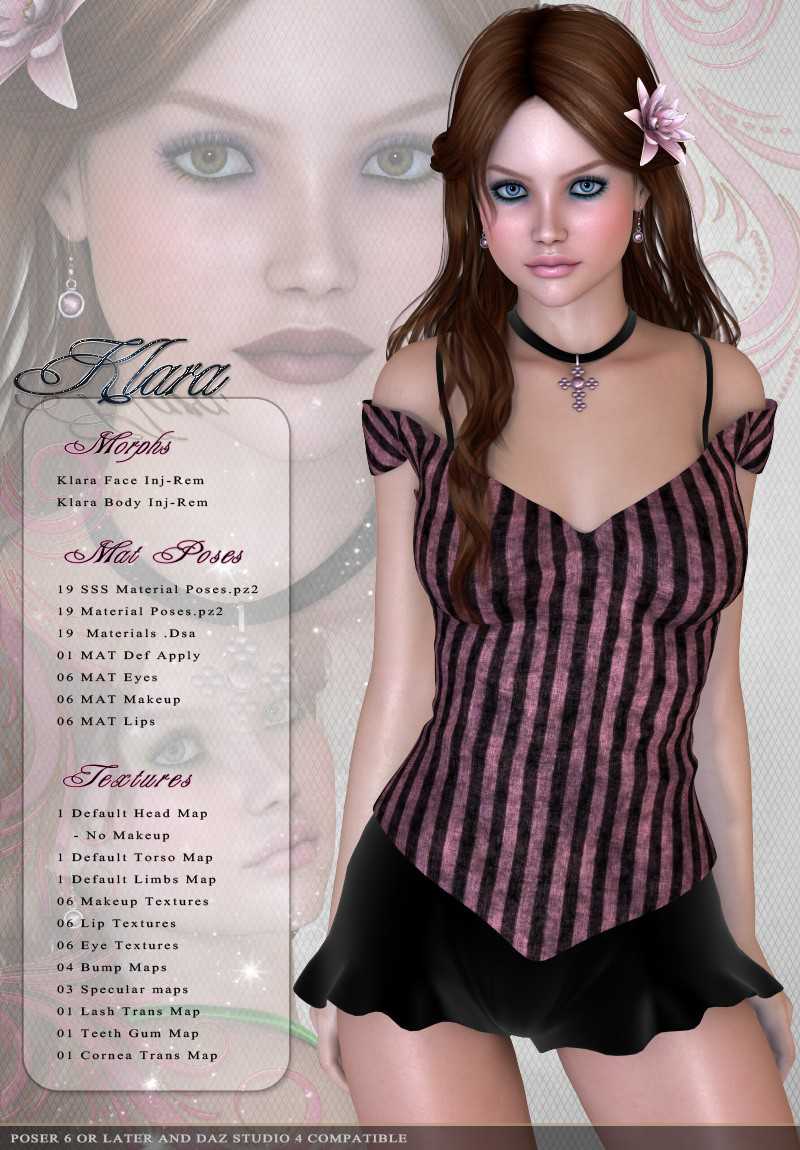 Klara
Morphs
Klara Face Inj-Rem
Klara Body Inj-Rem
Mat Poses
19 SSS Material Poses.pz2
19 Material Poses.pz2
19 Materials .Dsa
01 MAT Def Apply
06 MAT Eyes
06 MAT Makeup
06 MAT Lips
Textures
1 Default Head Map
- No Makeup
1 Default Torso Map
1 Default Limbs Map
06 Makeup Textures
06 Lip Textures
06 Eye Textures
04 Bump Maps
03 Specular maps
01 Lash Trans Map
01 Teeth Gum Map
01 Cornea Trans Map
POSER 6 OR LATER AND DAZ STUDIO 4 COMPATIBLE